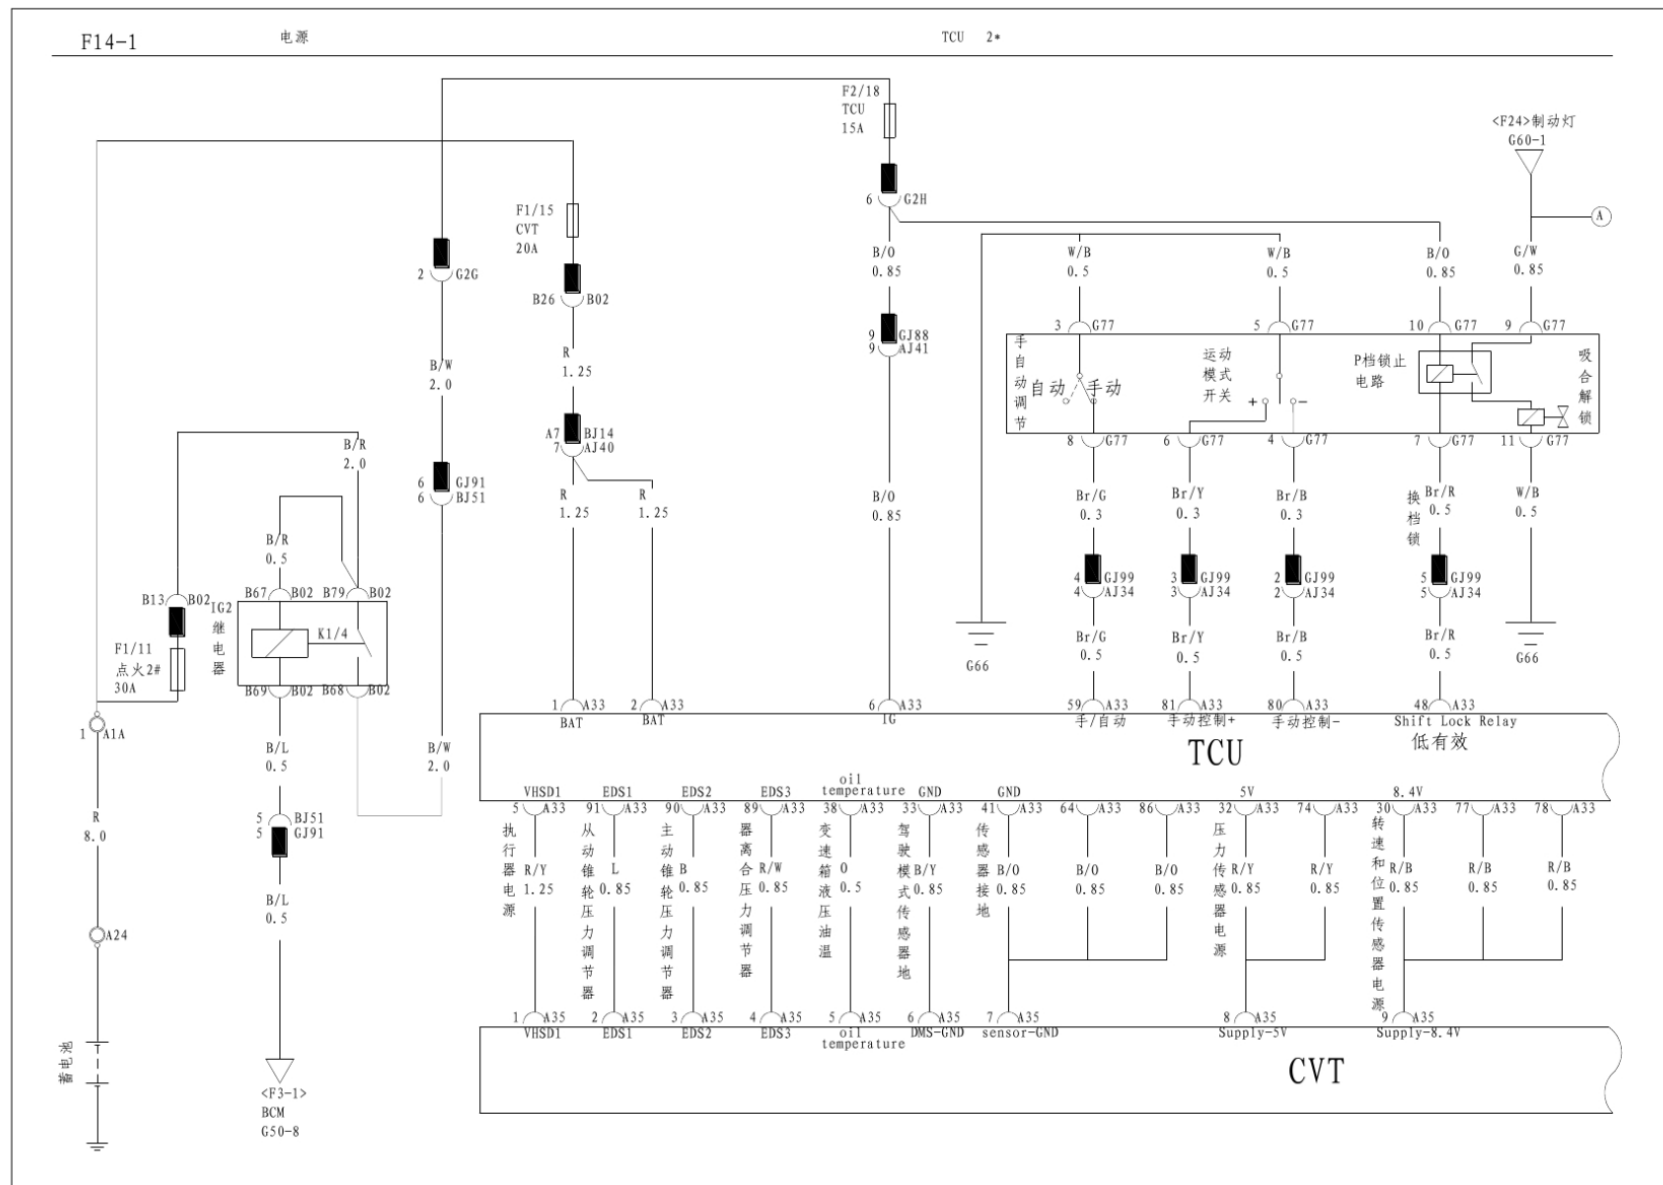 F14-1
电源
TCU 2*
F2/18
TCU
15A
6 G2H
<F24>制动灯
G60-1
A
F1/15
CVT
20A
B26 B02
2 G2G
B/O
0.85
W/B
0.5
W/B
0.5
B/O
0.85
G/W
0.85
R
1.25
B/W
2.0
9 GJ88
9 AJ41
3 G77
5 G77
10 G77
9 G77
手自动调节
自动
手动
运动
模式
开关
+
-
P档锁止
电路
吸合解锁
A7 BJ14
7 AJ40
8 G77
6 G77
4 G77
7 G77
11 G77
B/R
2.0
6 GJ91
6 BJ51
R
1.25
R
1.25
B/O
0.85
Br/G
0.3
Br/Y
0.3
Br/B
0.3
换档锁
Br/R
0.5
W/B
0.5
B/R
0.5
4 GJ99
4 AJ34
3 GJ99
3 AJ34
2 GJ99
2 AJ34
5 GJ99
5 AJ34
B13 B02
B67 B02
B79 B02
IG2
继电器
K1/4
F1/11
点火2#
30A
B69 B02
B68 B02
G66
Br/G
0.5
Br/Y
0.5
Br/B
0.5
Br/R
0.5
G66
1 A1A
B/L
0.5
B/W
2.0
1 A33
BAT
2 A33
BAT
6 A33
IG
59 A33
手/自动
81 A33
手动控制+
80 A33
手动控制-
48 A33
Shift Lock Relay
低有效
TCU
R
8.0
5 BJ51
5 GJ91
VHSD1
EDS1
EDS2
EDS3
oil
temperature
GND
GND
5V
8.4V
5 A33
91 A33
90 A33
89 A33
38 A33
33 A33
41 A33
64 A33
86 A33
32 A33
74 A33
30 A33
77 A33
78 A33
执行器电源
R/Y
1.25
从动锥轮压力调节器
L
0.85
主动锥轮压力调节器
B
0.85
器离合压力调节器
R/W
0.85
变速箱液压油温
O
0.5
驾驶模式传感器地
B/Y
0.85
传感器接地
B/O
0.85
B/O
0.85
B/O
0.85
压力传感器电源
R/Y
0.85
R/Y
0.85
转速和位置传感器电源
R/B
0.85
R/B
0.85
R/B
0.85
B/L
0.5
A24
1 A35
VHSD1
2 A35
EDS1
3 A35
EDS2
4 A35
EDS3
5 A35
oil
temperature
6 A35
DMS-GND
7 A35
sensor-GND
8 A35
Supply-5V
9 A35
Supply-8.4V
CVT
蓄电池
<F3-1>
BCM
G50-8